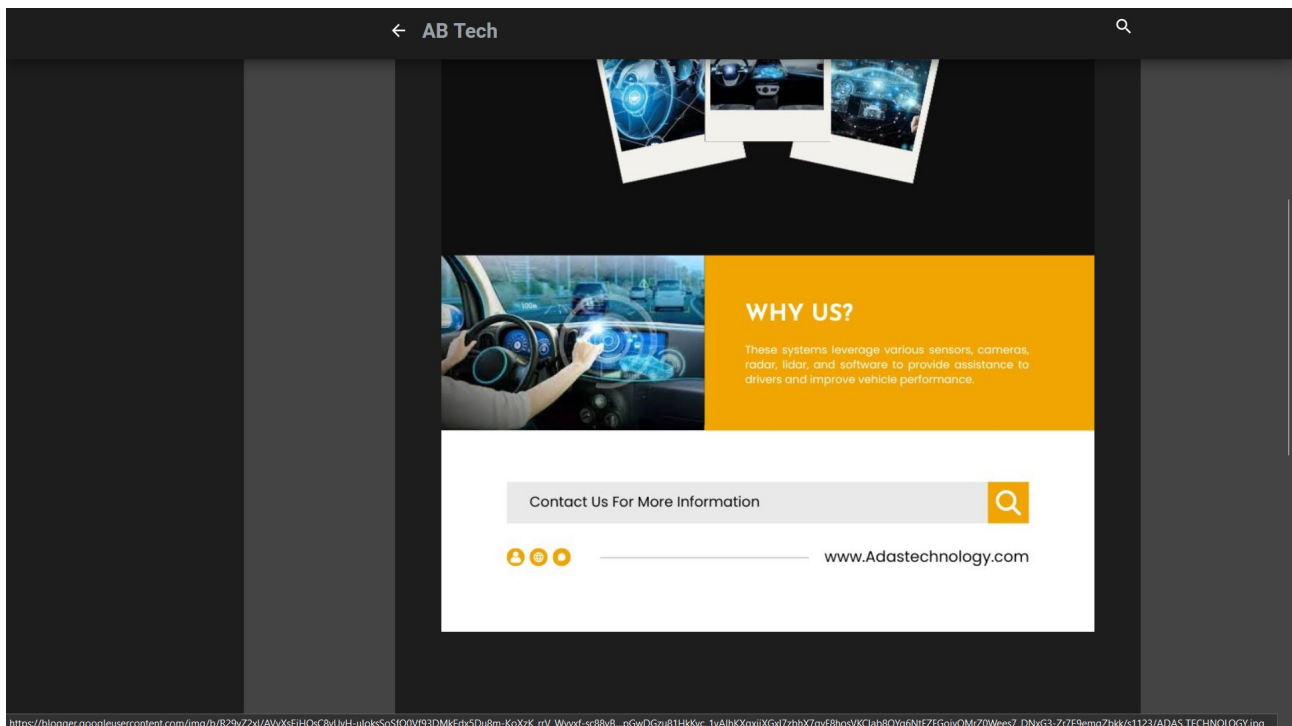 AB Tech
100m
WHY US?
These systems leverage various sensors, cameras,
radar, lidar, and software to provide assistance to
drivers and improve vehicle performance.
Contact Us For More Information
www.Adastechnology.com